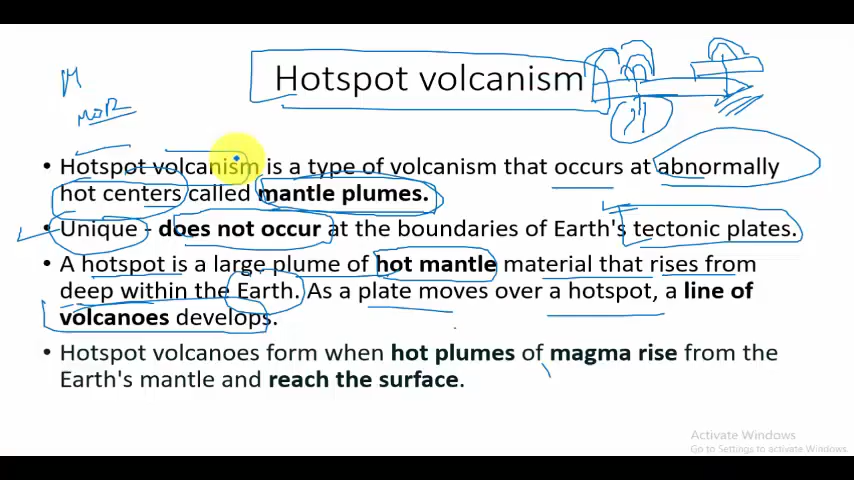 Hotspot volcanism
MOR
• Hotspot volcanism is a type of volcanism that occurs at abnormally
hot centers called mantle plumes.
• Unique - does not occur at the boundaries of Earth's tectonic plates.
• A hotspot is a large plume of hot mantle material that rises from
deep within the Earth. As a plate moves over a hotspot, a line of
volcanoes develops.
• Hotspot volcanoes form when hot plumes of magma rise from the
Earth's mantle and reach the surface.
Activate Windows
Go to Settings to activate Windows.